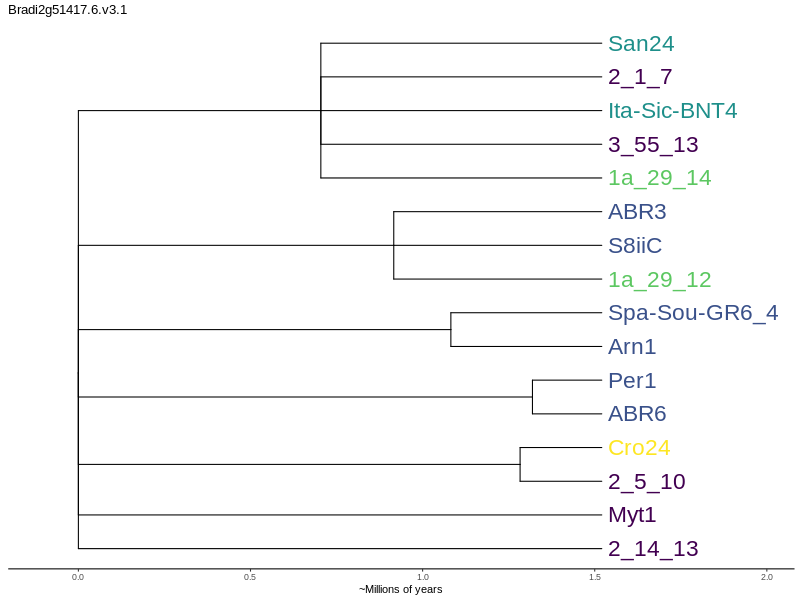 Bradi2g51417.6.v3.1
San24
2_1_7
Ita-Sic-BNT4
3_55_13
1a_29_14
ABR3
S8iiC
1a_29_12
Spa-Sou-GR6_4
Arn1
Per1
ABR6
Cro24
2_5_10
Myt1
2_14_13
0.0 0.5 1.0 1.5 2.0
~Millions of years